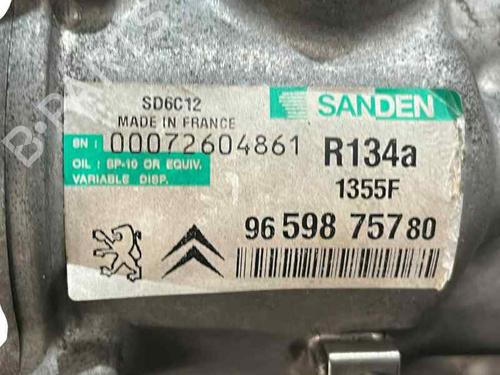 SD6C12
SANDEN
MADE IN FRANCE
SN : 00072604861
R134a
OIL : SP-10 OR EQUIV.
VARIABLE DISP.
1355F
96 598 757 80
B-PARTS